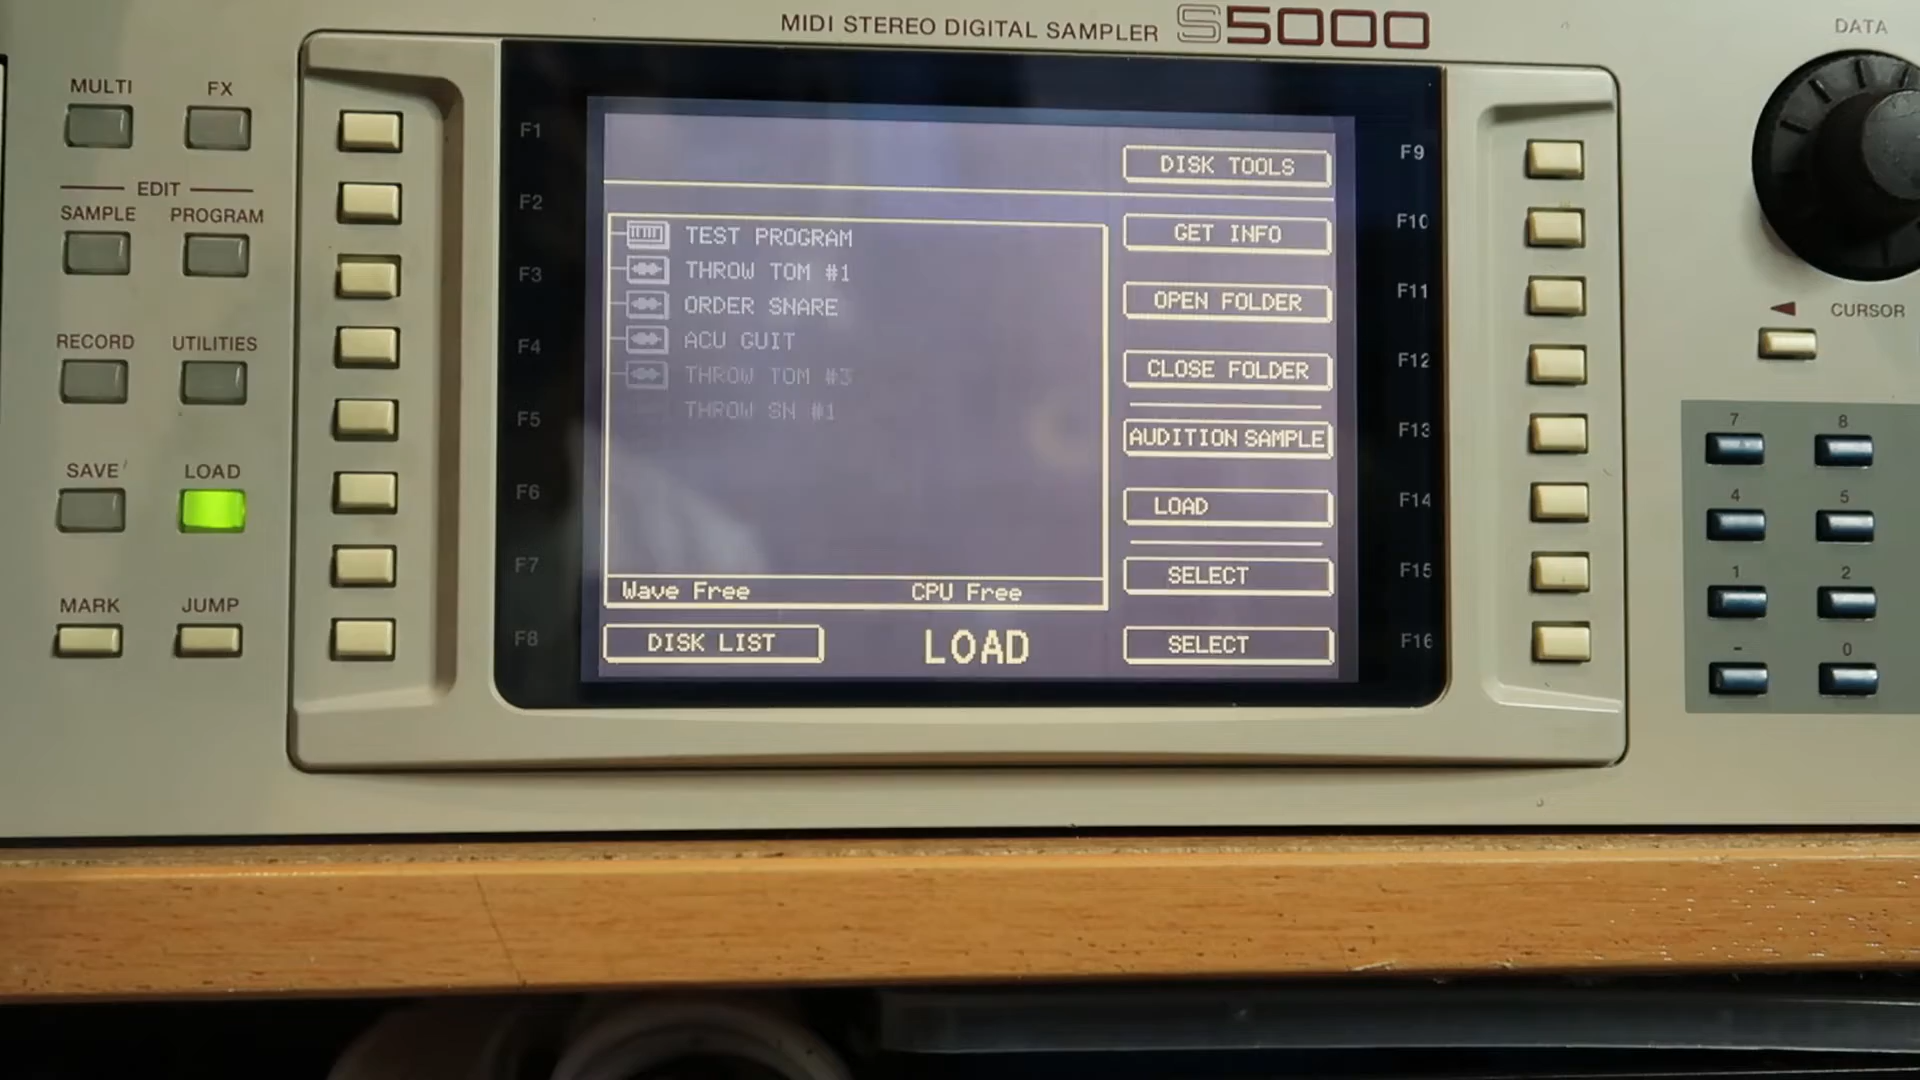 MIDI STEREO DIGITAL SAMPLER S5000
DATA
MULTI FX
EDIT
SAMPLE PROGRAM
RECORD UTILITIES
SAVE LOAD
MARK JUMP
F1
F2
F3
F4
F5
F6
F7
F8
TEST PROGRAM
THROW TOM #1
ORDER SNARE
ACU GUIT
THROW TOM #3
THROW SN #1
Wave Free CPU Free
DISK LIST LOAD
DISK TOOLS
GET INFO
OPEN FOLDER
CLOSE FOLDER
AUDITION SAMPLE
LOAD
SELECT
SELECT
F9
F10
F11
F12
F13
F14
F15
F16
CURSOR
7 8
4 5
1 2
- 0